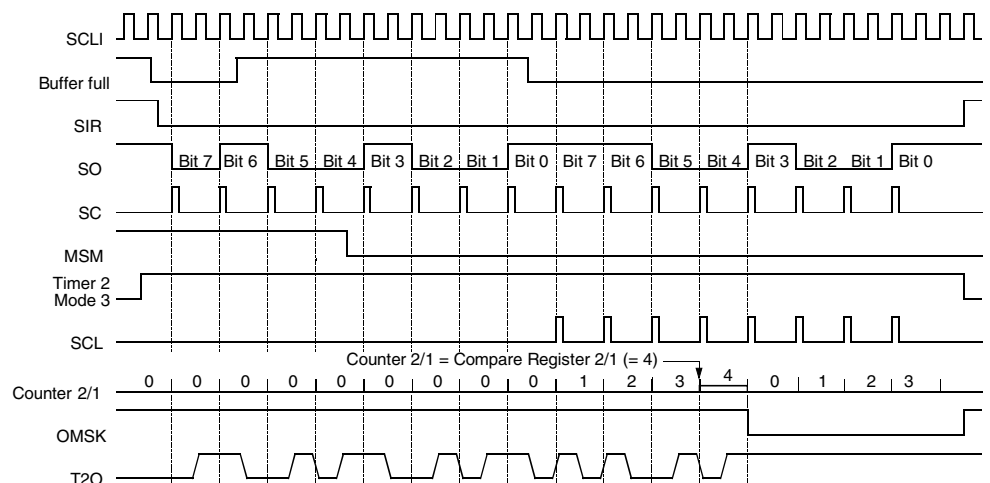 SCLI
Buffer full
SIR
SO Bit 7 Bit 6 Bit 5 Bit 4 Bit 3 Bit 2 Bit 1 Bit 0 Bit 7 Bit 6 Bit 5 Bit 4 Bit 3 Bit 2 Bit 1 Bit 0
SC
MSM
Timer 2
Mode 3
SCL
Counter 2/1 = Compare Register 2/1 (= 4)
Counter 2/1 0 0 0 0 0 0 0 0 0 1 2 3 4 0 1 2 3
OMSK
T2O